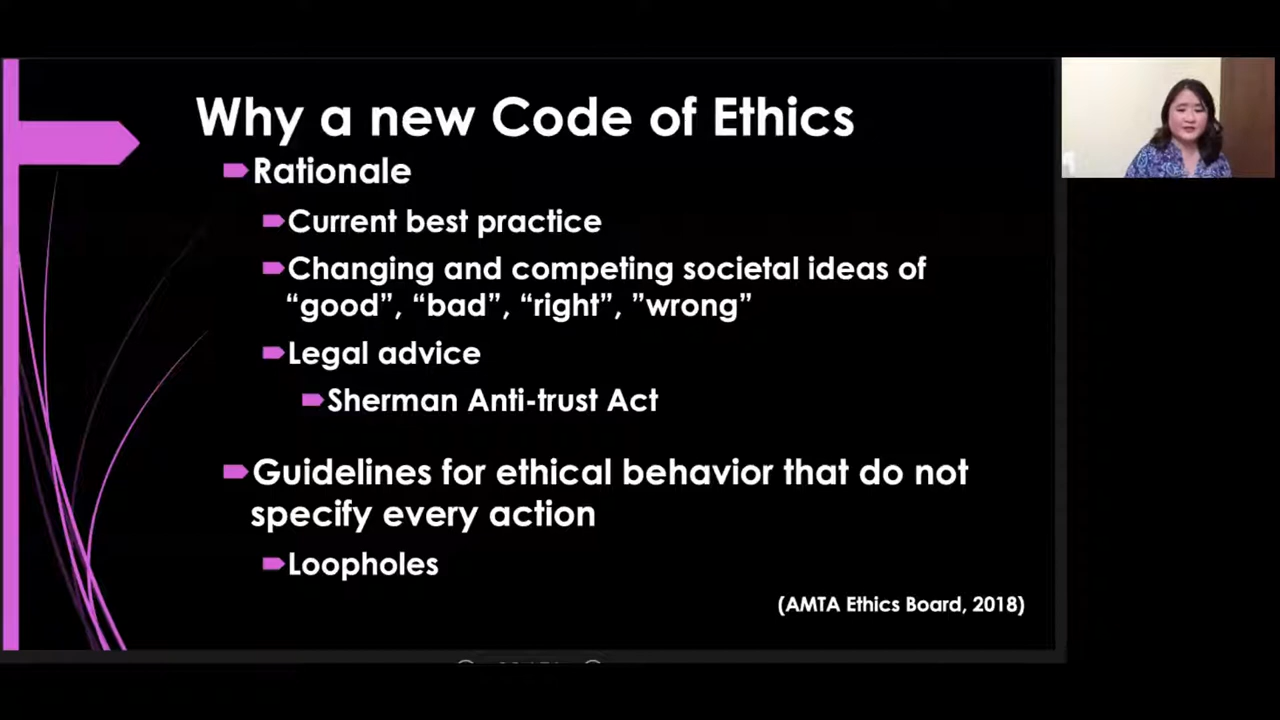 Why a new Code of Ethics
Rationale
Current best practice
Changing and competing societal ideas of
“good”, “bad”, “right”, ”wrong”
Legal advice
Sherman Anti-trust Act
Guidelines for ethical behavior that do not
specify every action
Loopholes
(AMTA Ethics Board, 2018)